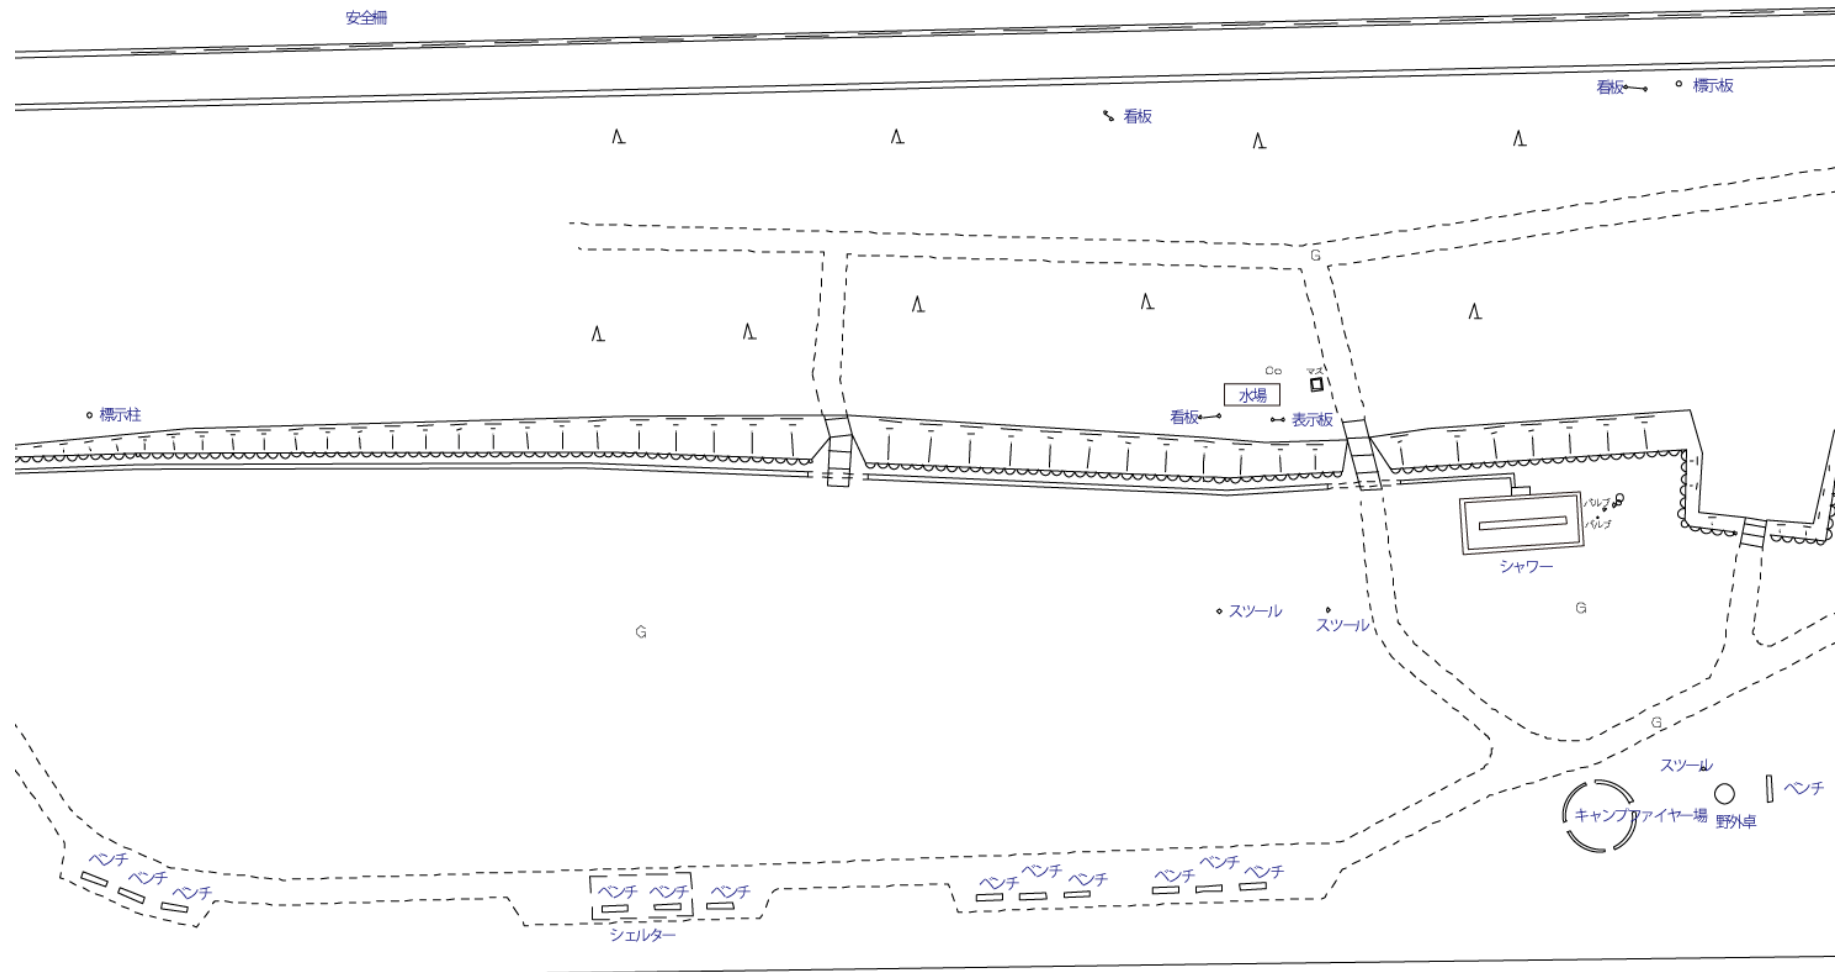 安全柵
看板
標示板
看板
G
Co
マス
水場
看板
表示板
標示柱
バルブ
バルブ
シャワー
スツール
スツール
G
G
G
スツール
ベンチ
キャンプファイヤー場
野外卓
ベンチ
ベンチ
ベンチ
ベンチ
ベンチ
ベンチ
ベンチ
ベンチ
ベンチ
ベンチ
ベンチ
ベンチ
シェルター